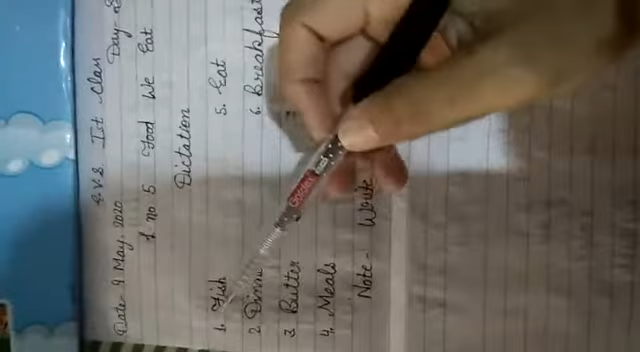 E.V.S Ist Class
Date- 9 May, 2020 Day-
L no 5 Food We Eat
Dictation
1. Fish 5. Eat
2 6. Breakfast
3 Butter
4. Meals
Note- Write